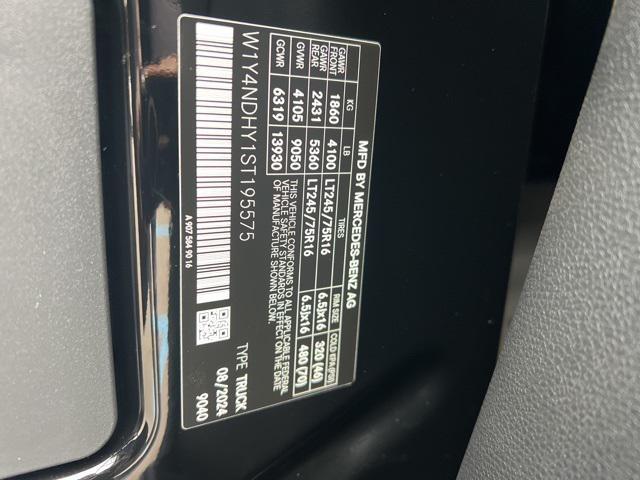 MFD BY MERCEDES-BENZ AG
KG LB TIRES RIM SIZE COLD KPA(PSI)
GAWR FRONT 1860 4100 LT245/75R16 6.5Jx16 320 (46)
GAWR REAR 2431 5360 LT245/75R16 6.5Jx16 480 (70)
GVWR 4105 9050 THIS VEHICLE CONFORMS TO ALL APPLICABLE FEDERAL
VEHICLE SAFETY STANDARDS IN EFFECT ON THE DATE
GCWR 6319 13930 OF MANUFACTURE SHOWN ABOVE.
W1Y4NDHY1ST195575 TYPE TRUCK
08/2024
A 907 584 90 16 9040